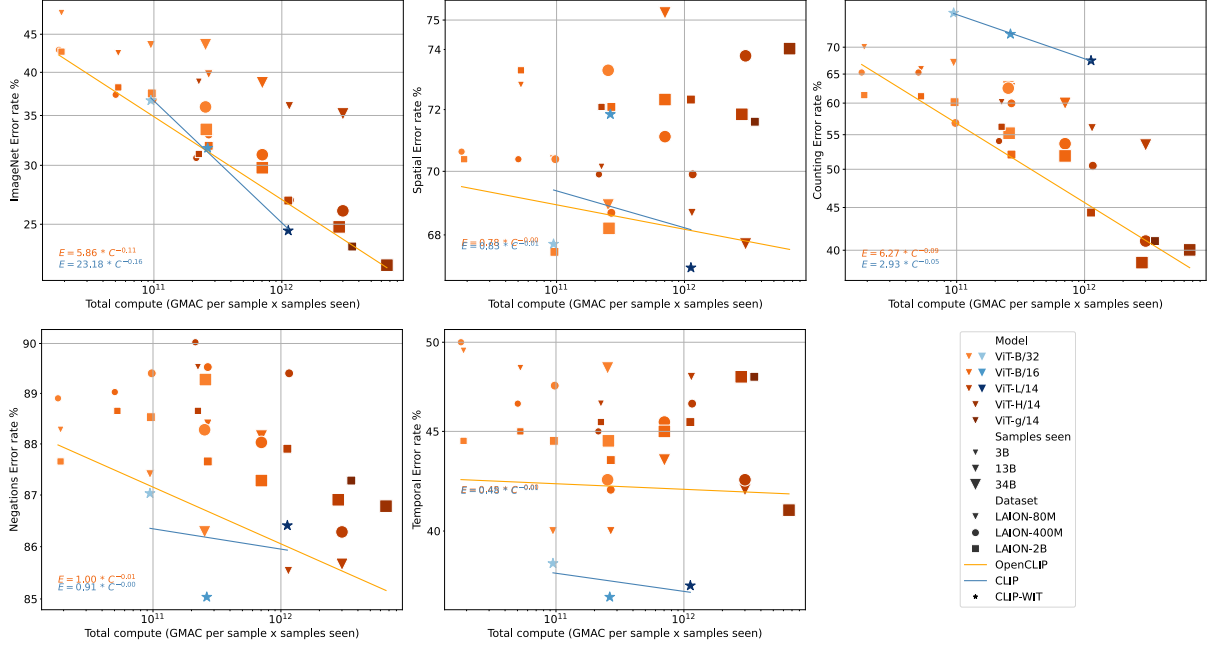 45
40
35
30
25
ImageNet Error rate %
E = 5.86 * C^−0.11
E = 23.18 * C^−0.16
10^11
10^12
Total compute (GMAC per sample x samples seen)
75
74
72
70
68
Spatial Error rate %
10^11
10^12
Total compute (GMAC per sample x samples seen)
70
65
60
55
50
45
40
Counting Error rate %
E = 6.27 * C^−0.09
E = 2.93 * C^−0.05
10^11
10^12
Total compute (GMAC per sample x samples seen)
90
89
88
87
86
85
Negations Error rate %
E = 1.00 * C^−0.01
E = 0.91 * C^−0.00
10^11
10^12
Total compute (GMAC per sample x samples seen)
50
45
40
Temporal Error rate %
10^11
10^12
Total compute (GMAC per sample x samples seen)
Model
ViT-B/32
ViT-B/16
ViT-L/14
ViT-H/14
ViT-g/14
Samples seen
3B
13B
34B
Dataset
LAION-80M
LAION-400M
LAION-2B
OpenCLIP
CLIP
CLIP-WIT